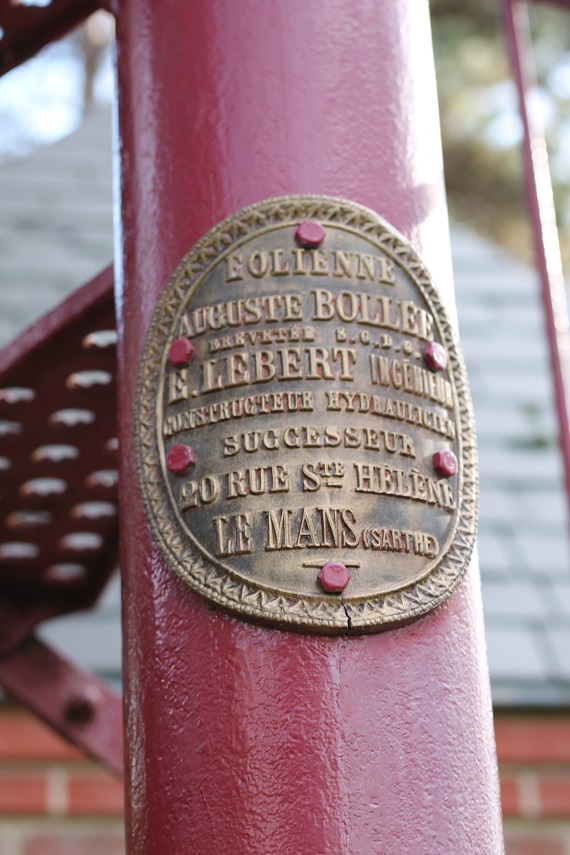 ÉOLIENNE
AUGUSTE BOLLÉE
BREVETÉE S.G.D.G.
E. LEBERT INGÉNIEUR
CONSTRUCTEUR HYDRAULICIEN
SUCCESSEUR
20 RUE STE HÉLÈNE
LE MANS (SARTHE)